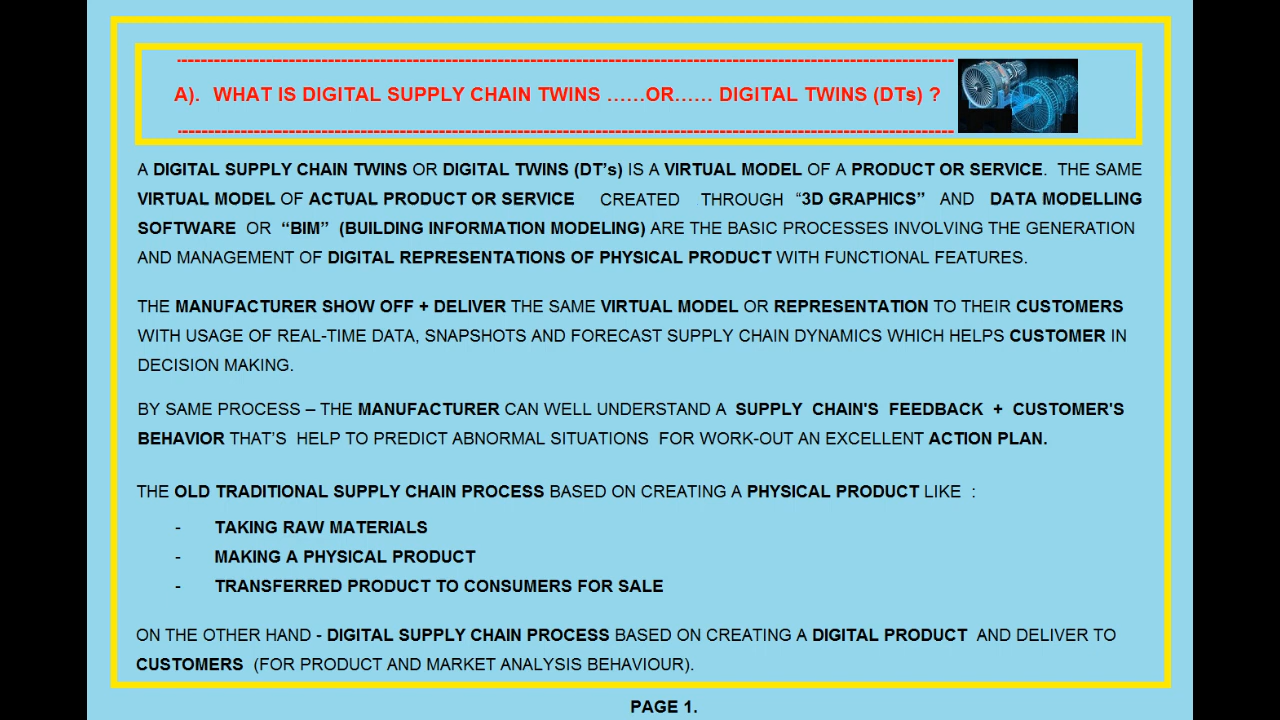 A). WHAT IS DIGITAL SUPPLY CHAIN TWINS ......OR...... DIGITAL TWINS (DTs) ?
A DIGITAL SUPPLY CHAIN TWINS OR DIGITAL TWINS (DT’s) IS A VIRTUAL MODEL OF A PRODUCT OR SERVICE. THE SAME
VIRTUAL MODEL OF ACTUAL PRODUCT OR SERVICE CREATED THROUGH “3D GRAPHICS” AND DATA MODELLING
SOFTWARE OR “BIM” (BUILDING INFORMATION MODELING) ARE THE BASIC PROCESSES INVOLVING THE GENERATION
AND MANAGEMENT OF DIGITAL REPRESENTATIONS OF PHYSICAL PRODUCT WITH FUNCTIONAL FEATURES.
THE MANUFACTURER SHOW OFF + DELIVER THE SAME VIRTUAL MODEL OR REPRESENTATION TO THEIR CUSTOMERS
WITH USAGE OF REAL-TIME DATA, SNAPSHOTS AND FORECAST SUPPLY CHAIN DYNAMICS WHICH HELPS CUSTOMER IN
DECISION MAKING.
BY SAME PROCESS – THE MANUFACTURER CAN WELL UNDERSTAND A SUPPLY CHAIN'S FEEDBACK + CUSTOMER'S
BEHAVIOR THAT’S HELP TO PREDICT ABNORMAL SITUATIONS FOR WORK-OUT AN EXCELLENT ACTION PLAN.
THE OLD TRADITIONAL SUPPLY CHAIN PROCESS BASED ON CREATING A PHYSICAL PRODUCT LIKE :
- TAKING RAW MATERIALS
- MAKING A PHYSICAL PRODUCT
- TRANSFERRED PRODUCT TO CONSUMERS FOR SALE
ON THE OTHER HAND - DIGITAL SUPPLY CHAIN PROCESS BASED ON CREATING A DIGITAL PRODUCT AND DELIVER TO
CUSTOMERS (FOR PRODUCT AND MARKET ANALYSIS BEHAVIOUR).
PAGE 1.